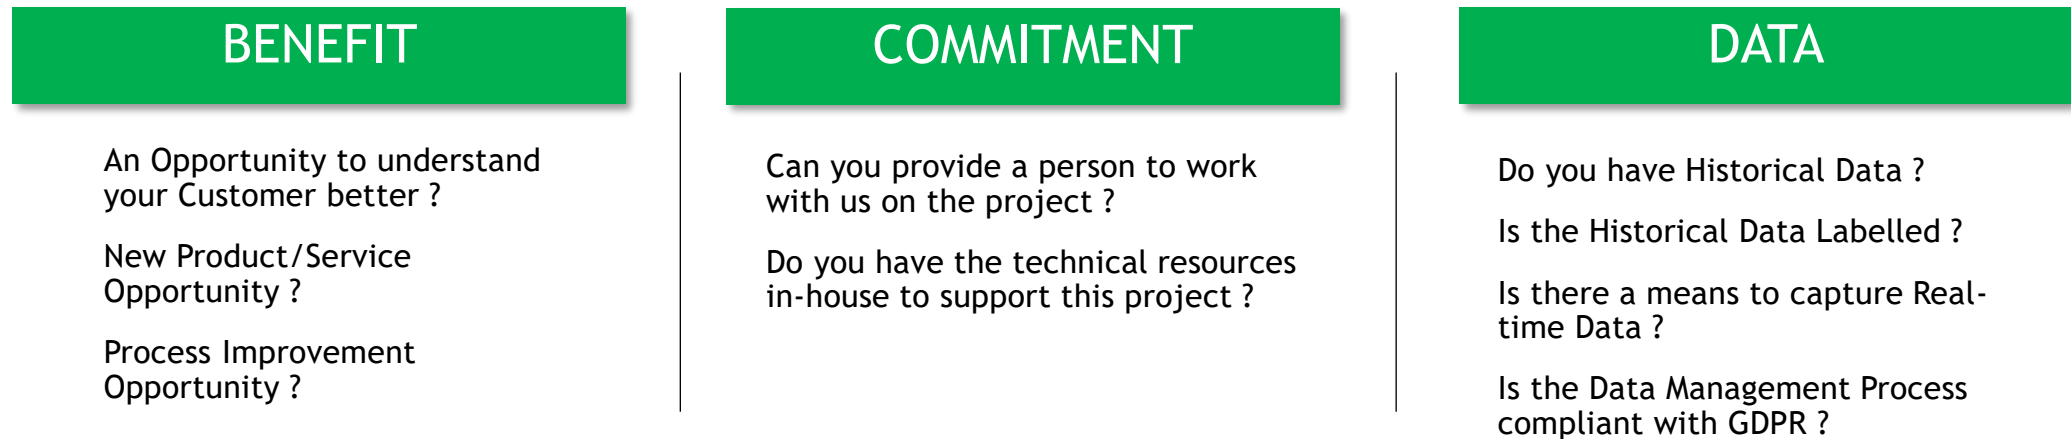 BENEFIT
An Opportunity to understand
your Customer better ?
New Product/Service
Opportunity ?
Process Improvement
Opportunity ?
COMMITMENT
Can you provide a person to work
with us on the project ?
Do you have the technical resources
in-house to support this project ?
DATA
Do you have Historical Data ?
Is the Historical Data Labelled ?
Is there a means to capture Real-
time Data ?
Is the Data Management Process
compliant with GDPR ?